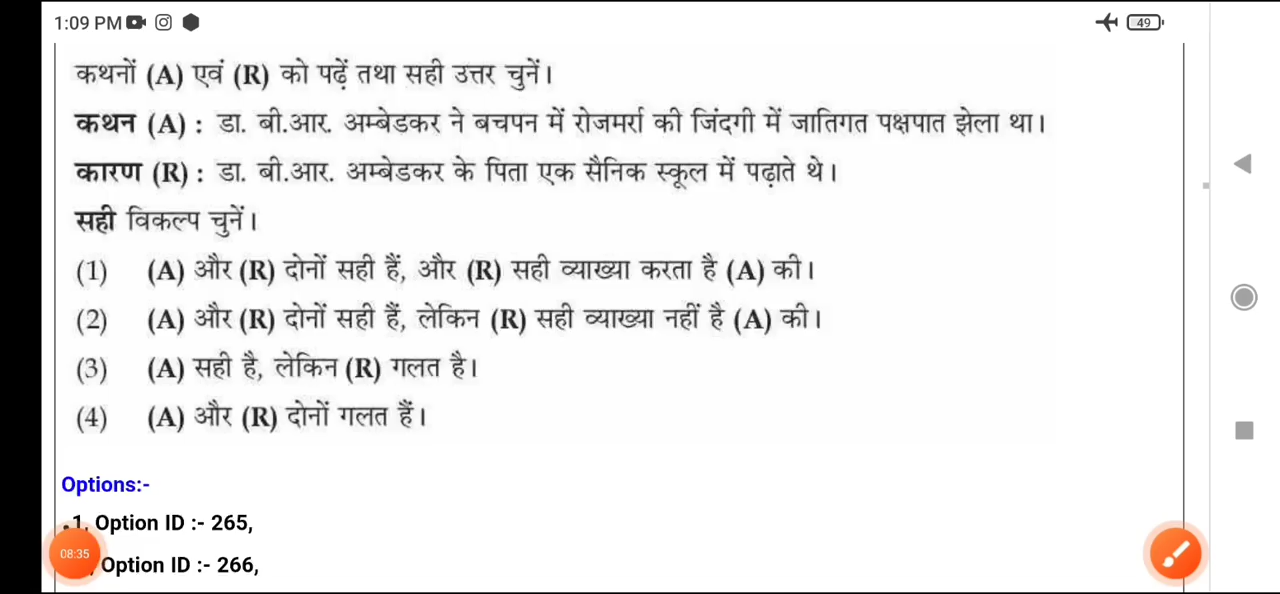 1:09 PM
49
कथनों (A) एवं (R) को पढ़ें तथा सही उत्तर चुनें।
कथन (A) : डा. बी.आर. अम्बेडकर ने बचपन में रोजमर्रा की जिंदगी में जातिगत पक्षपात झेला था।
कारण (R) : डा. बी.आर. अम्बेडकर के पिता एक सैनिक स्कूल में पढ़ाते थे।
सही विकल्प चुनें।
(1) (A) और (R) दोनों सही हैं, और (R) सही व्याख्या करता है (A) की।
(2) (A) और (R) दोनों सही हैं, लेकिन (R) सही व्याख्या नहीं है (A) की।
(3) (A) सही है, लेकिन (R) गलत है।
(4) (A) और (R) दोनों गलत हैं।
Options:-
1, Option ID :- 265,
08:35
, Option ID :- 266,